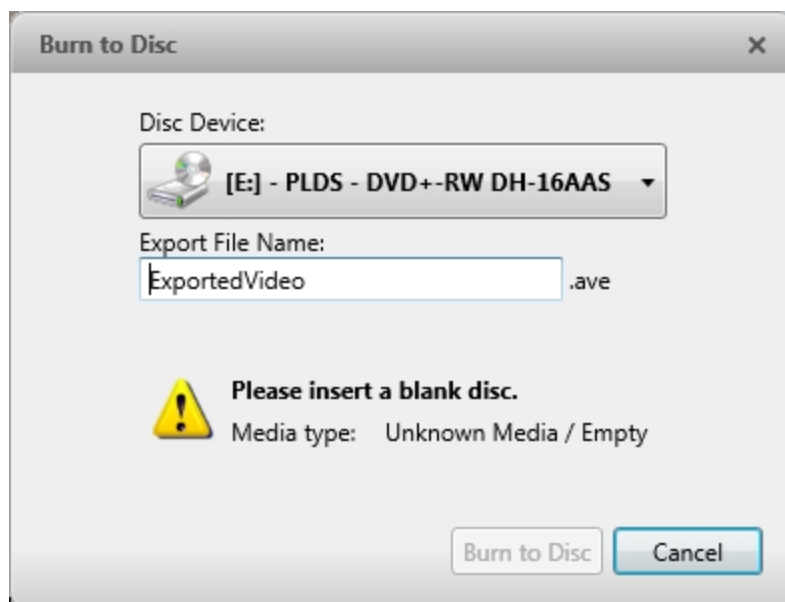 Burn to Disc
Disc Device:
[E:] - PLDS - DVD+-RW DH-16AAS
Export File Name:
ExportedVideo .ave
Please insert a blank disc.
Media type: Unknown Media / Empty
Burn to Disc Cancel